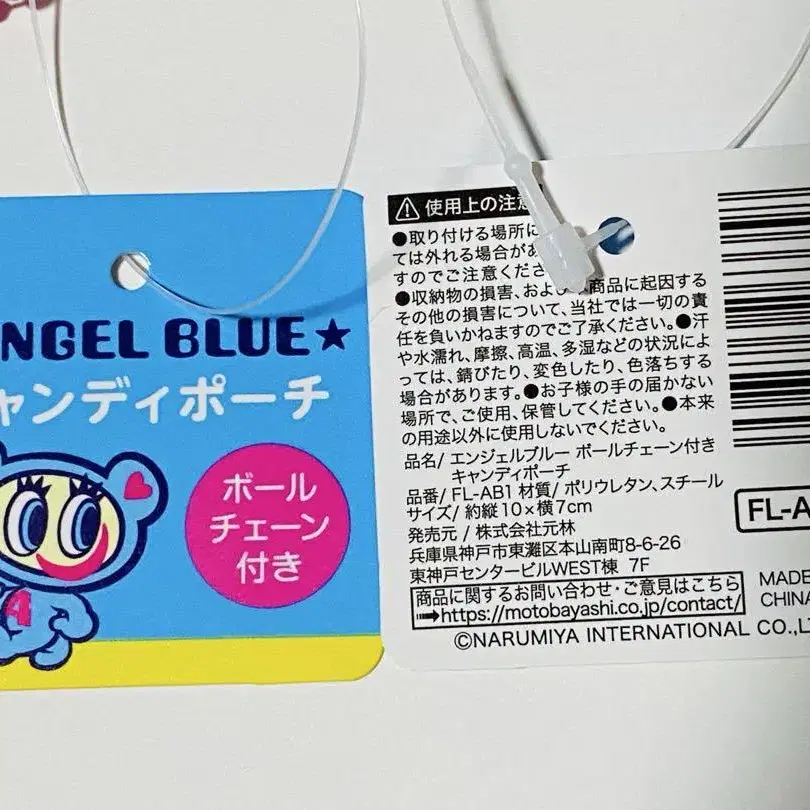 NGEL BLUE★
ャンディポーチ
ボール
チェーン
付き
A
使用上の注意
●取り付ける場所に
ては外れる場合があ
すのでご注意くださ
●収納物の損害、および 商品に起因する
その他の損害について、当社では一切の責
任を負いかねますのでご了承ください。●汗
や水濡れ、摩擦、高温、多湿などの状況によ
っては、錆びたり、変色したり、色落ちする
場合があります。●お子様の手の届かない
場所で、ご使用、保管してください。●本来
の用途以外に使用しないでください。
品名/ エンジェルブルー ボールチェーン付き
キャンディポーチ
品番/ FL-AB1 材質/ ポリウレタン、スチール
サイズ/ 約縦10×横7cm
発売元 / 株式会社元林
兵庫県神戸市東灘区本山南町8-6-26
東神戸センタービルWEST棟 7F
商品に関するお問い合わせ・ご意見はこちら
➡https://motobayashi.co.jp/contact/
©NARUMIYA INTERNATIONAL CO.,LT
FL-A
MADE
CHINA